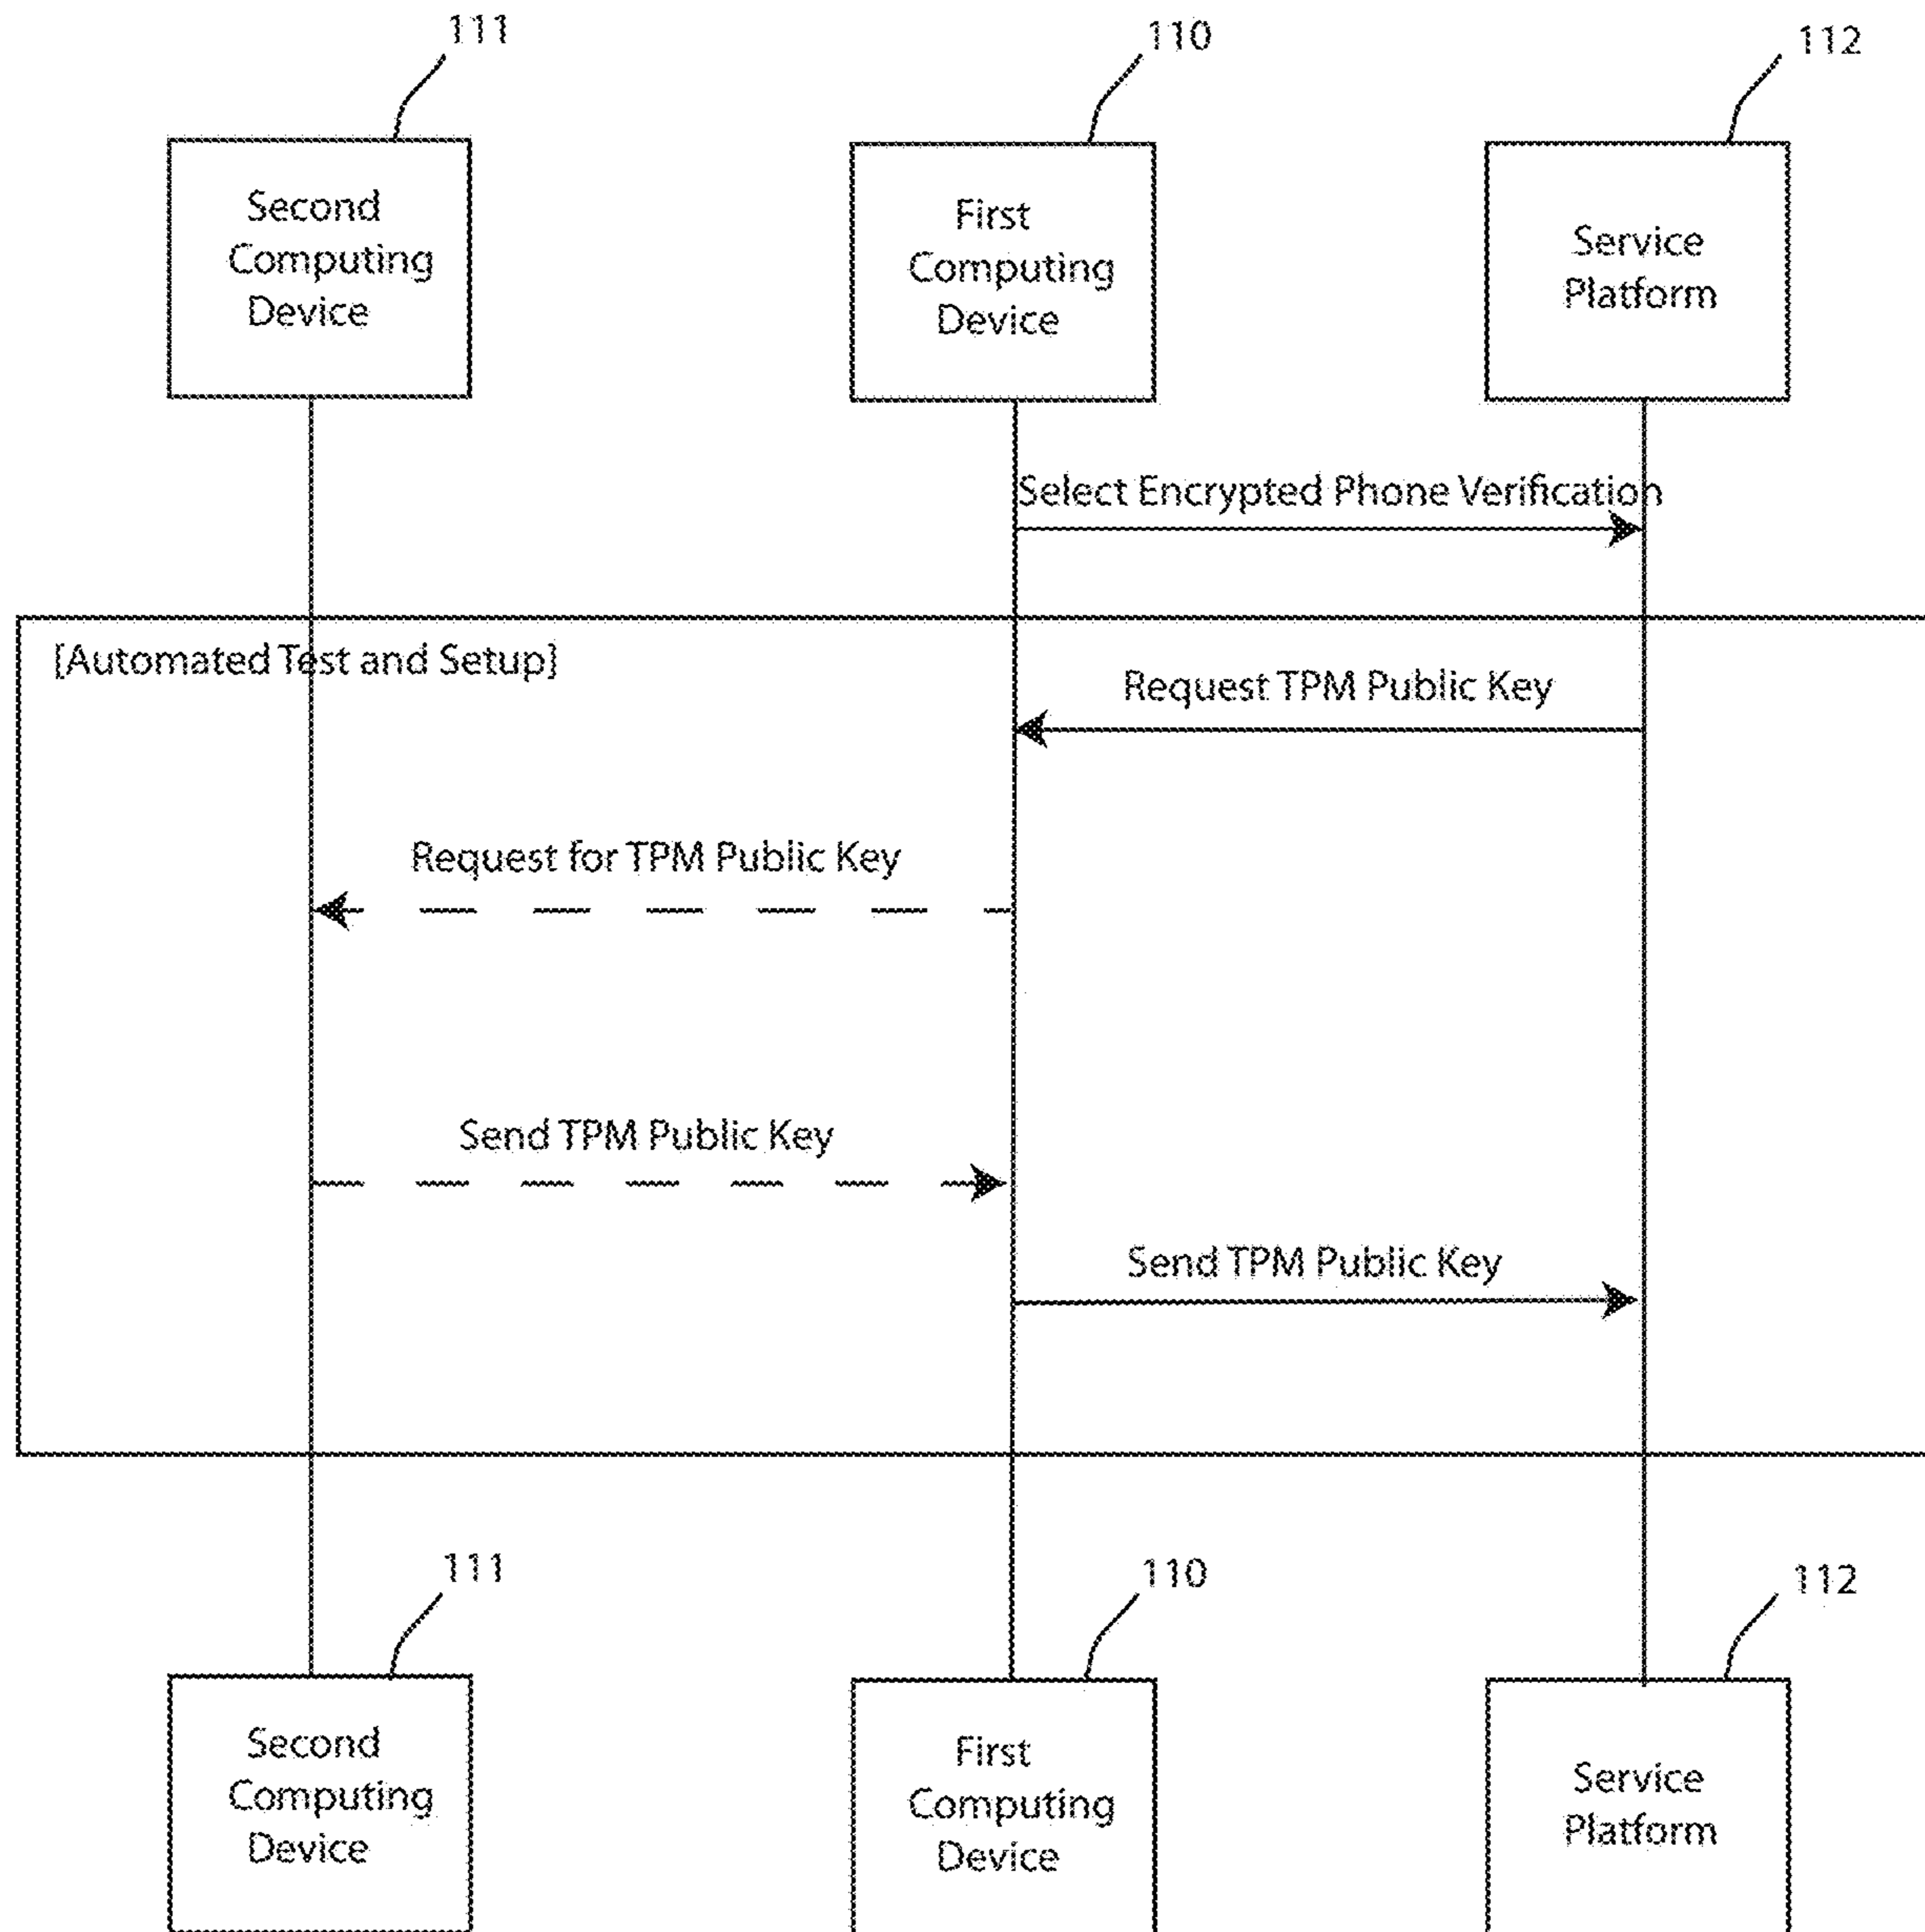 111
110
112
Second
Computing
Device
First
Computing
Device
Service
Platform
Select Encrypted Phone Verification
[Automated Test and Setup]
Request TPM Public Key
Request for TPM Public Key
Send TPM Public Key
Send TPM Public Key
111
110
112
Second
Computing
Device
First
Computing
Device
Service
Platform